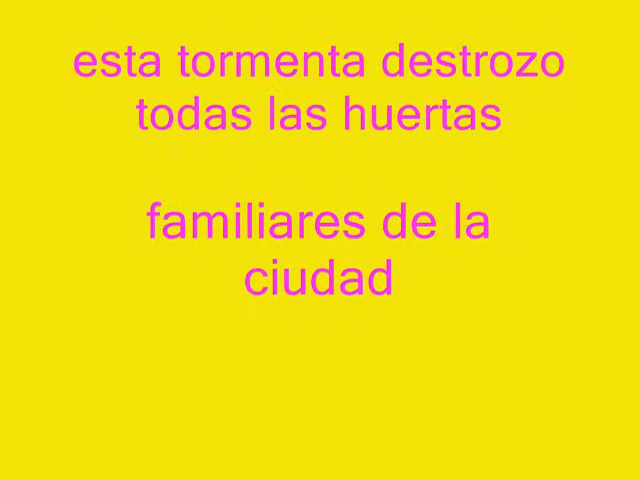 esta tormenta destrozo
todas las huertas
familiares de la
ciudad